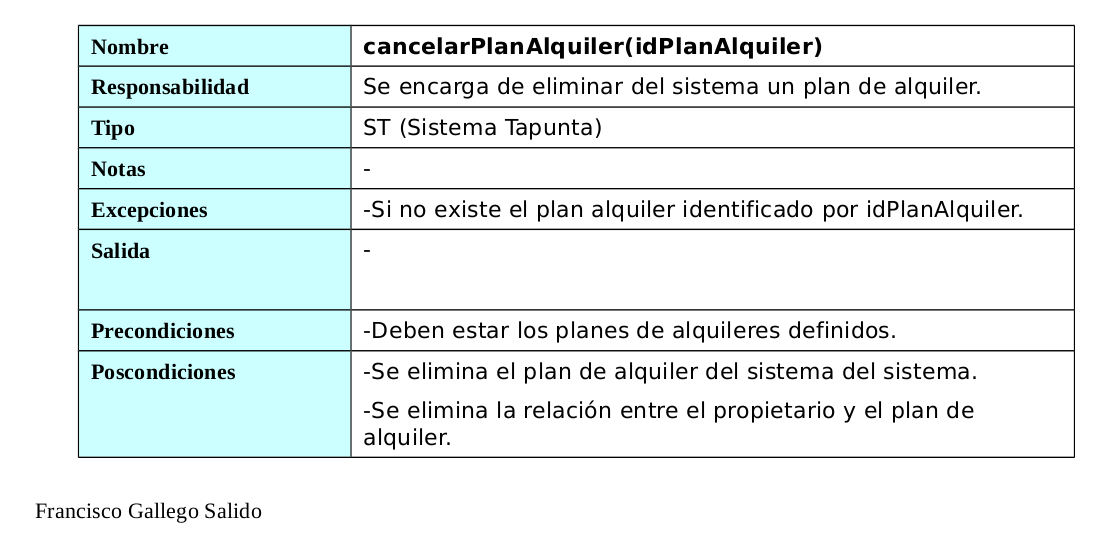 Nombre cancelarPlanAlquiler(idPlanAlquiler)
Responsabilidad Se encarga de eliminar del sistema un plan de alquiler.
Tipo ST (Sistema Tapunta)
Notas -
Excepciones -Si no existe el plan alquiler identificado por idPlanAlquiler.
Salida -
Precondiciones -Deben estar los planes de alquileres definidos.
Poscondiciones -Se elimina el plan de alquiler del sistema del sistema.
-Se elimina la relación entre el propietario y el plan de
alquiler.
Francisco Gallego Salido